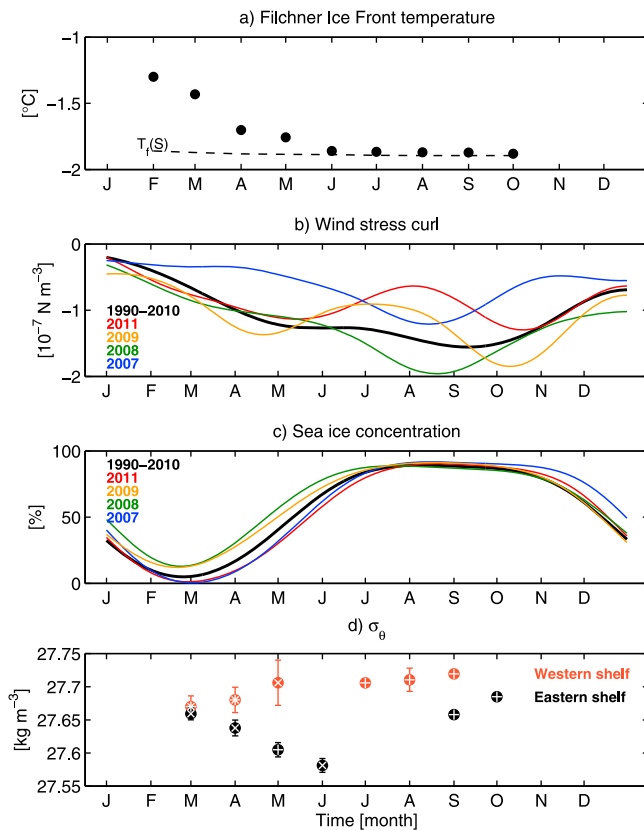 a) Filchner Ice Front temperature
[°C]
−1
−1.5
−2
Tf(S)
J F M A M J J A S O N D
b) Wind stress curl
[10−7 N m−3]
0
−1
−2
1990−2010
2011
2009
2008
2007
J F M A M J J A S O N D
c) Sea ice concentration
[%]
100
50
0
1990−2010
2011
2009
2008
2007
J F M A M J J A S O N D
d) σθ
[kg m−3]
27.75
27.7
27.65
27.6
27.55
Western shelf
Eastern shelf
J F M A M J J A S O N D
Time [month]